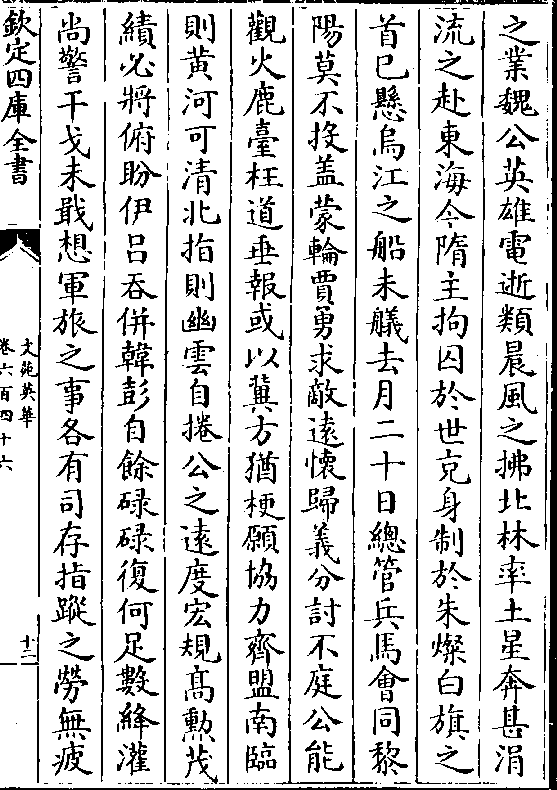 之業魏公英雄電逝類晨風之拂北林率土星奔甚涓
流之赴東海今隋主拘囚於世充身制於朱燦白旗之
首已懸烏江之船未艤去月二十日總管兵馬會同黎
陽莫不投蓋蒙輪賈勇求敵遠懷歸義分討不庭公能
觀火鹿臺枉道垂報或以冀方猶梗願協力齊盟南臨
則黄河可清北指則幽雲自捲公之遠度宏規髙勲茂
績必將俯盼伊吕吞併韓彭自餘碌碌復何足數絳灌
尚警干戈未戢想軍旅之事各有司存指蹤之勞無疲
欽定四庫全書
文苑英華
卷六百四十六
十二